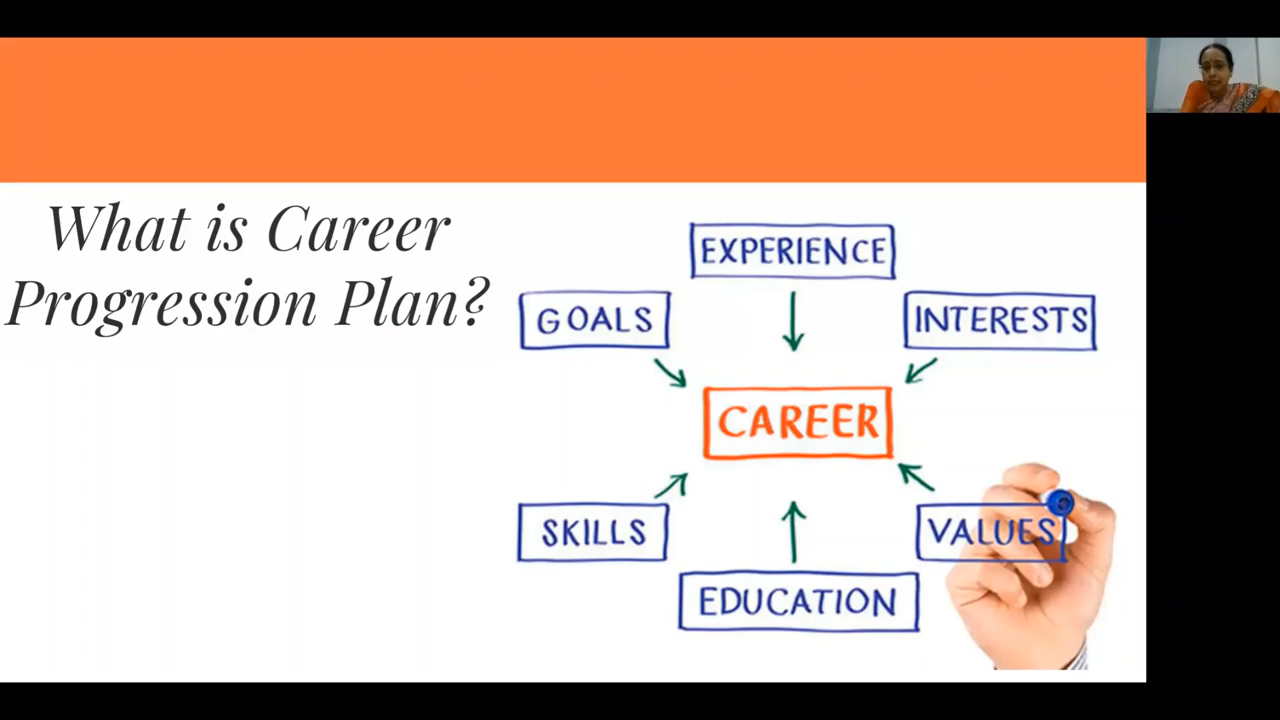 What is Career
Progression Plan?
EXPERIENCE
GOALS
INTERESTS
CAREER
SKILLS
VALUES
EDUCATION